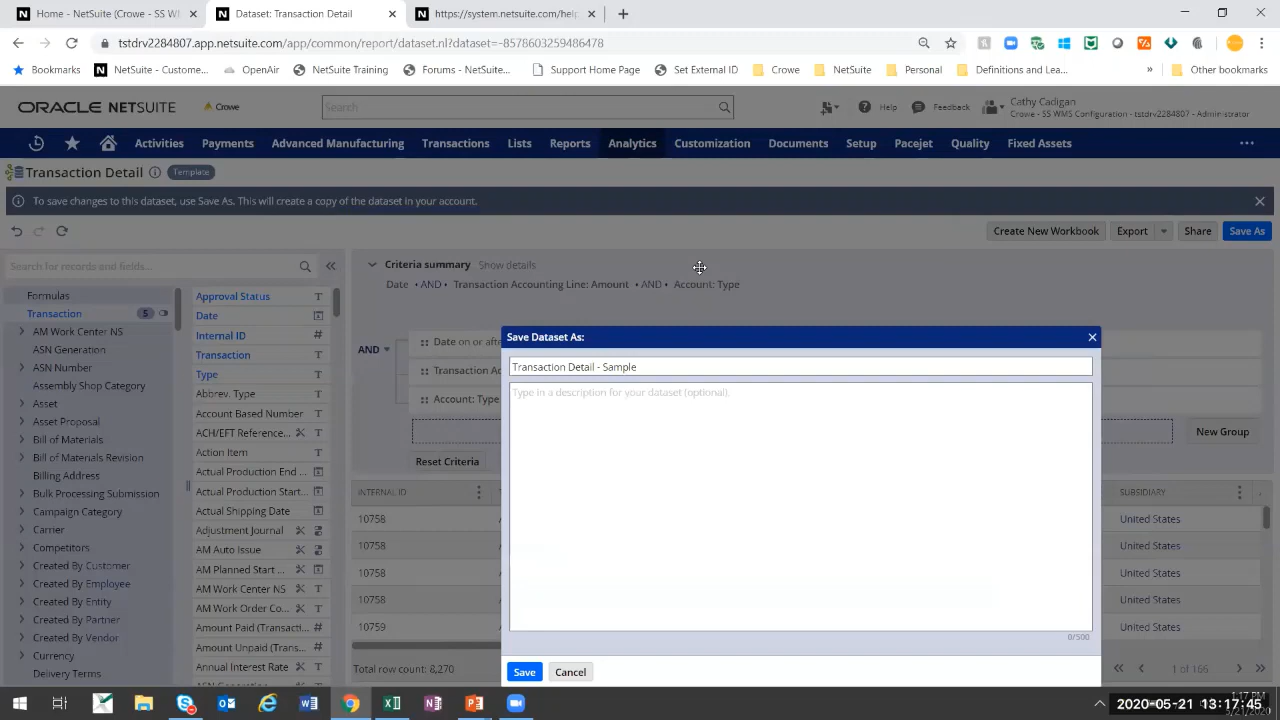 Home - NetSuite (Crowe - SS WM
Dataset: Transaction Detail
https://system.netsuite.com/help
tstdrv2284807.app.netsuite.com/app/common/report/dataset.nl?dataset=-8578603259486478
Bookmarks
NetSuite - Custome...
OpenAir
NetSuite Training
Forums - NetSuite...
Support Home Page
Set External ID
Crowe
NetSuite
Personal
Definitions and Lea...
»
Other bookmarks
ORACLE NETSUITE
Crowe
Search
Help
Feedback
Cathy Cadigan
Crowe - SS WMS Configuration - tstdrv2284807 - Administrator
Activities
Payments
Advanced Manufacturing
Transactions
Lists
Reports
Analytics
Customization
Documents
Setup
Pacejet
Quality
Fixed Assets
Transaction Detail
Template
To save changes to this dataset, use Save As. This will create a copy of the dataset in your account.
Create New Workbook
Export
Share
Save As
Search for records and fields...
Criteria summary Show details
Date • AND • Transaction Accounting Line: Amount • AND • Account: Type
AND
Date on or afte
Transaction Ac
Account: Type
New Group
Reset Criteria
Formulas
Transaction 5
AM Work Center NS
ASN Generation
ASN Number
Assembly Shop Category
Asset
Asset Proposal
Bill of Materials
Bill of Materials Revision
Billing Address
Bulk Processing Submission
Campaign Category
Carrier
Competitors
Created By Customer
Created By Employee
Created By Entity
Created By Partner
Created By Vendor
Currency
Delivery Terms
Approval Status T
Date
Internal ID #
Transaction T
Type T
Abbrev. Type T
Account Based Number T
ACH/EFT Reference... T
Action Item T
Actual Production End ...
Actual Production Start...
Actual Shipping Date
Adjustment Journal
AM Auto Issue
AM Planned Start ...
AM Work Center NS T
AM Work Order Co... T
Amount Paid (Transacti... #
Amount Unpaid (Trans... #
Annual Interest Rate T
Save Dataset As:
Transaction Detail - Sample
Type in a description for your dataset (optional).
0/500
Save
Cancel
INTERNAL ID
SUBSIDIARY
10758
United States
10758
United States
10758
United States
10758
United States
10759
United States
Total row count: 8,270
1 of 166
2020-05-21 13:17:45